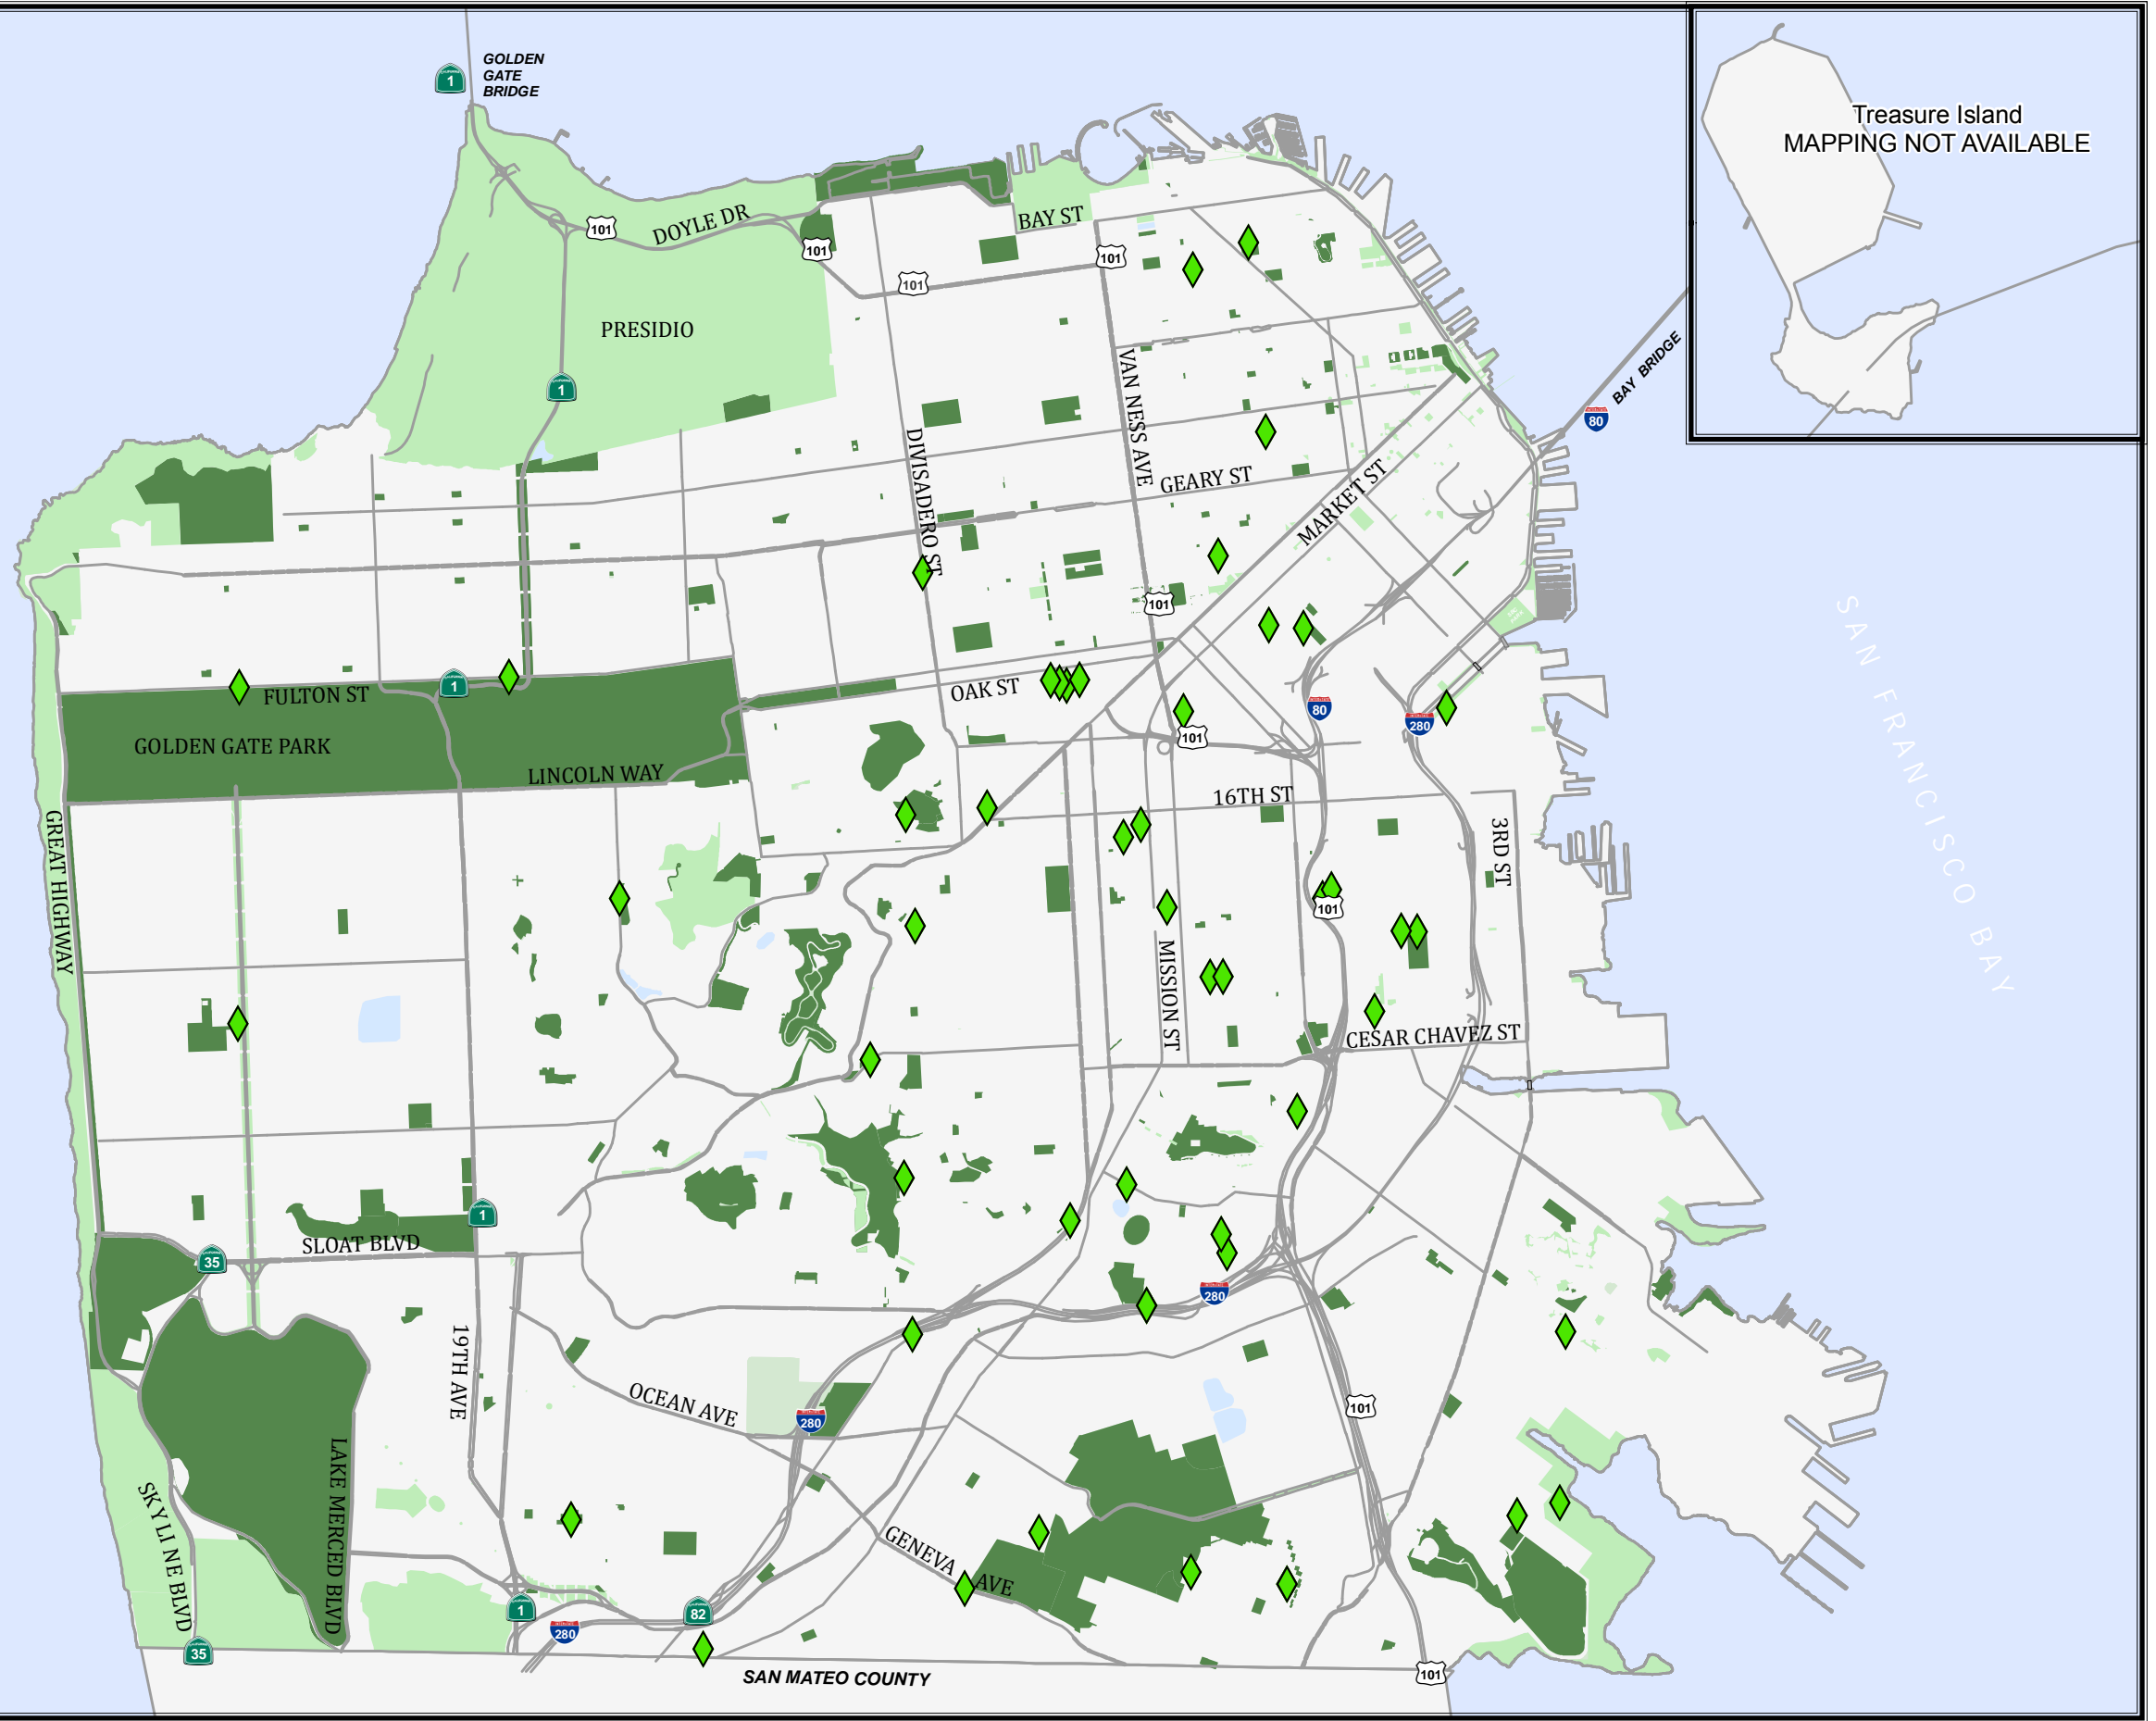 GOLDEN
GATE
BRIDGE
1
Treasure Island
MAPPING NOT AVAILABLE
DOYLE DR
BAY ST
101
101
101
101
PRESIDIO
1
VAN NESS AVE
BAY BRIDGE
80
DIVISADERO ST
GEARY ST
MARKET ST
101
SAN FRANCISCO BAY
FULTON ST
1
OAK ST
80
280
101
GOLDEN GATE PARK
LINCOLN WAY
16TH ST
GREAT HIGHWAY
3RD ST
101
MISSION ST
CESAR CHAVEZ ST
1
SLOAT BLVD
35
280
19TH AVE
OCEAN AVE
280
101
LAKE MERCED BLVD
SKYLINE BLVD
GENEVA AVE
1
82
280
35
SAN MATEO COUNTY
101